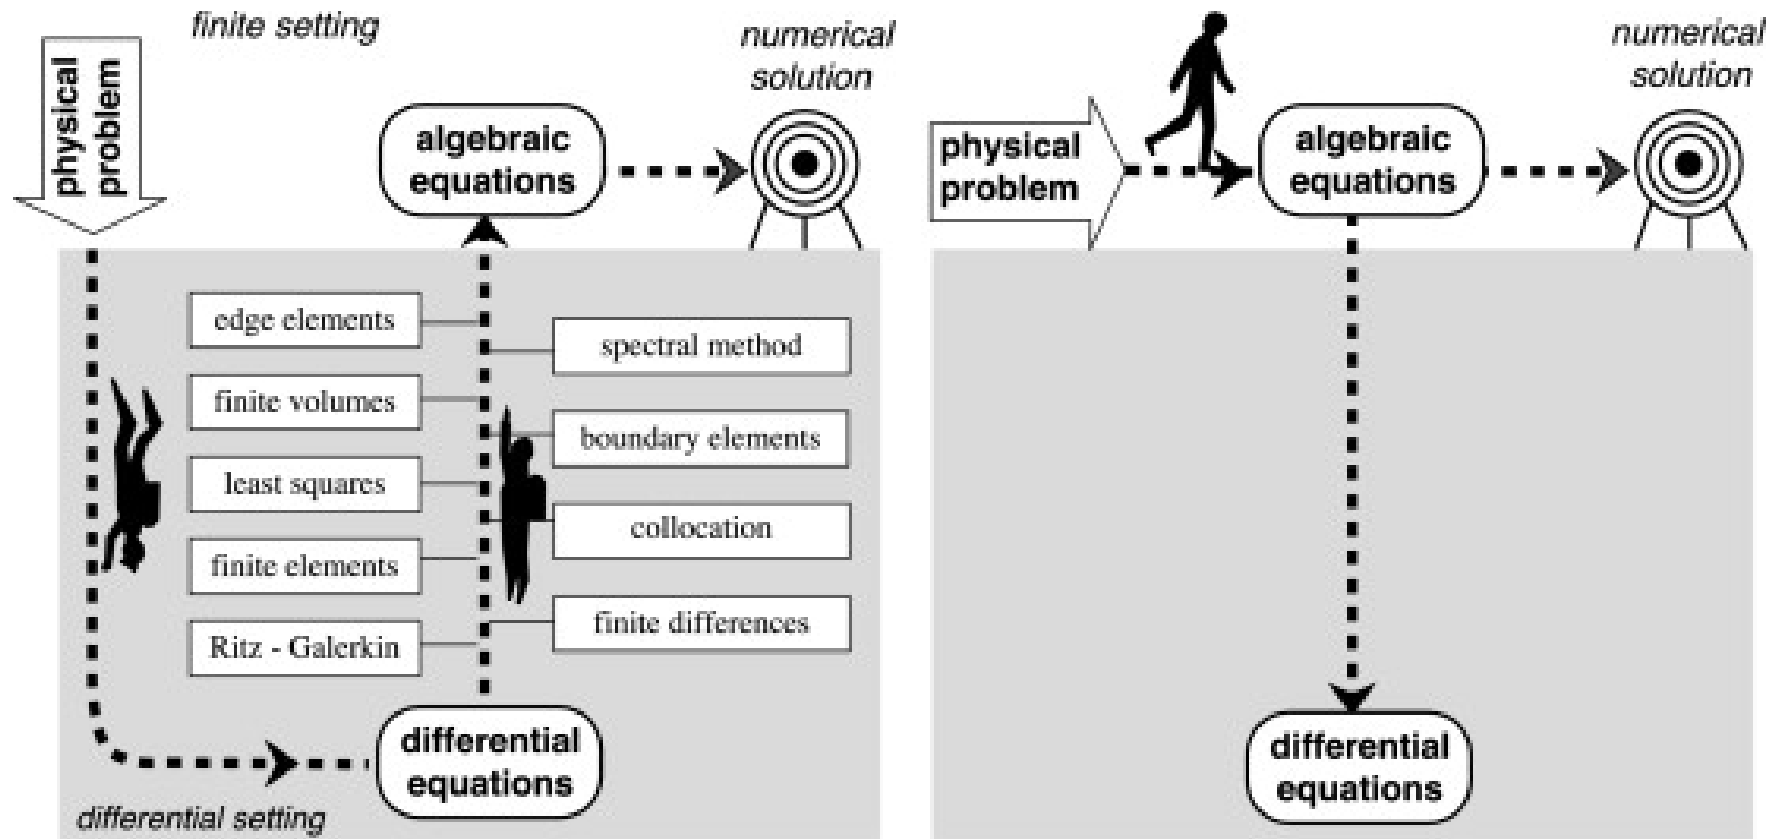 finite setting
physical
problem
numerical
solution
algebraic
equations
edge elements
finite volumes
least squares
finite elements
Ritz - Galerkin
spectral method
boundary elements
collocation
finite differences
differential
equations
differential setting
physical
problem
algebraic
equations
numerical
solution
differential
equations